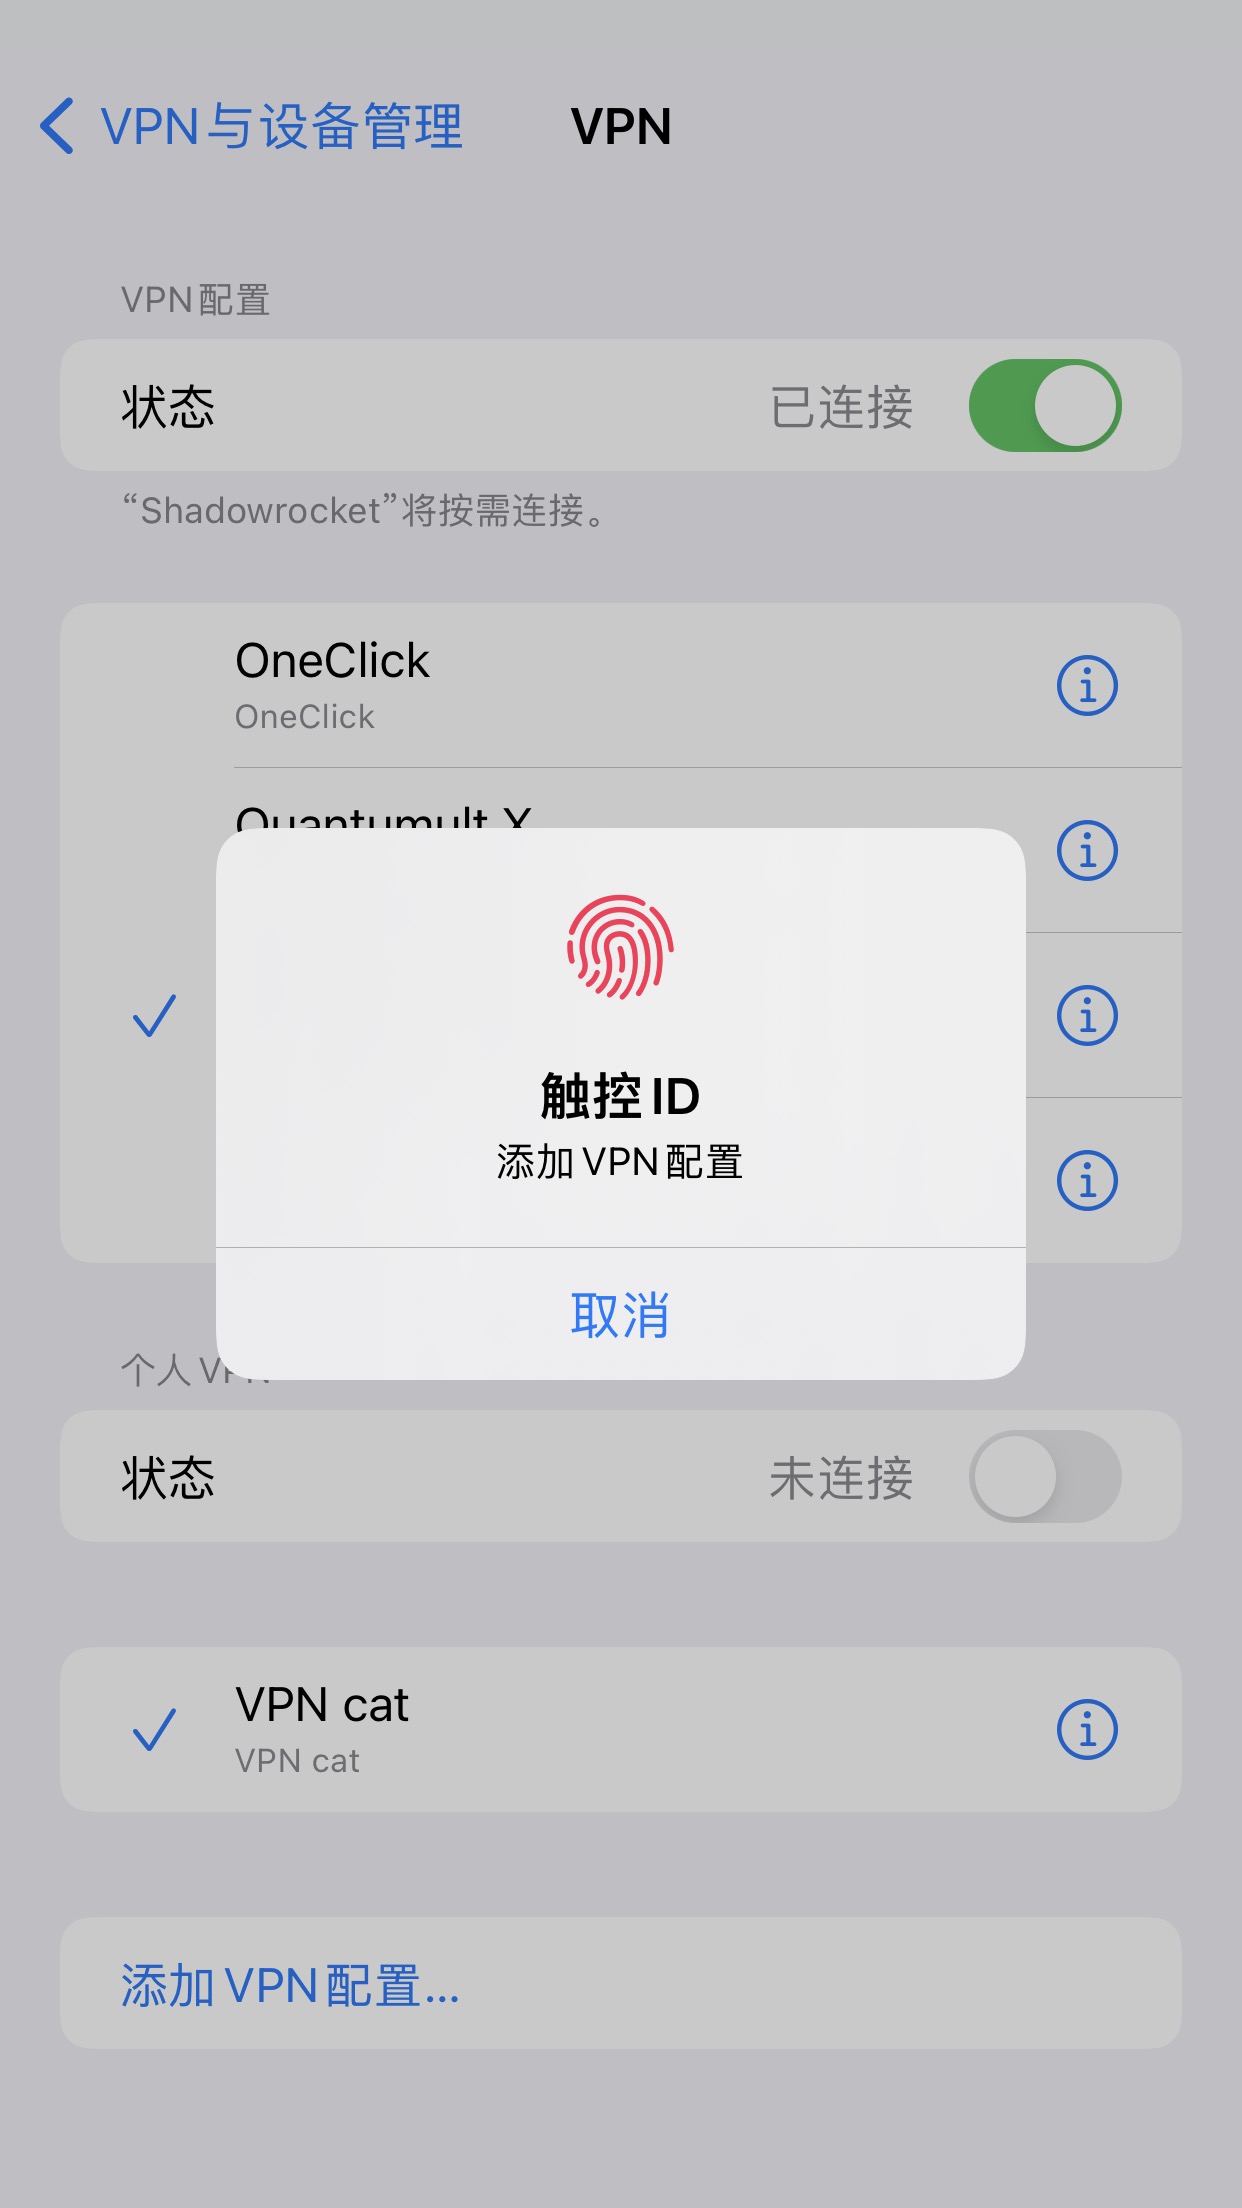 VPN与设备管理
VPN
VPN配置
状态
已连接
“Shadowrocket”将按需连接。
OneClick
OneClick
Quantumult X
触控 ID
添加 VPN 配置
取消
个人 VPN
状态
未连接
VPN cat
VPN cat
添加 VPN 配置...